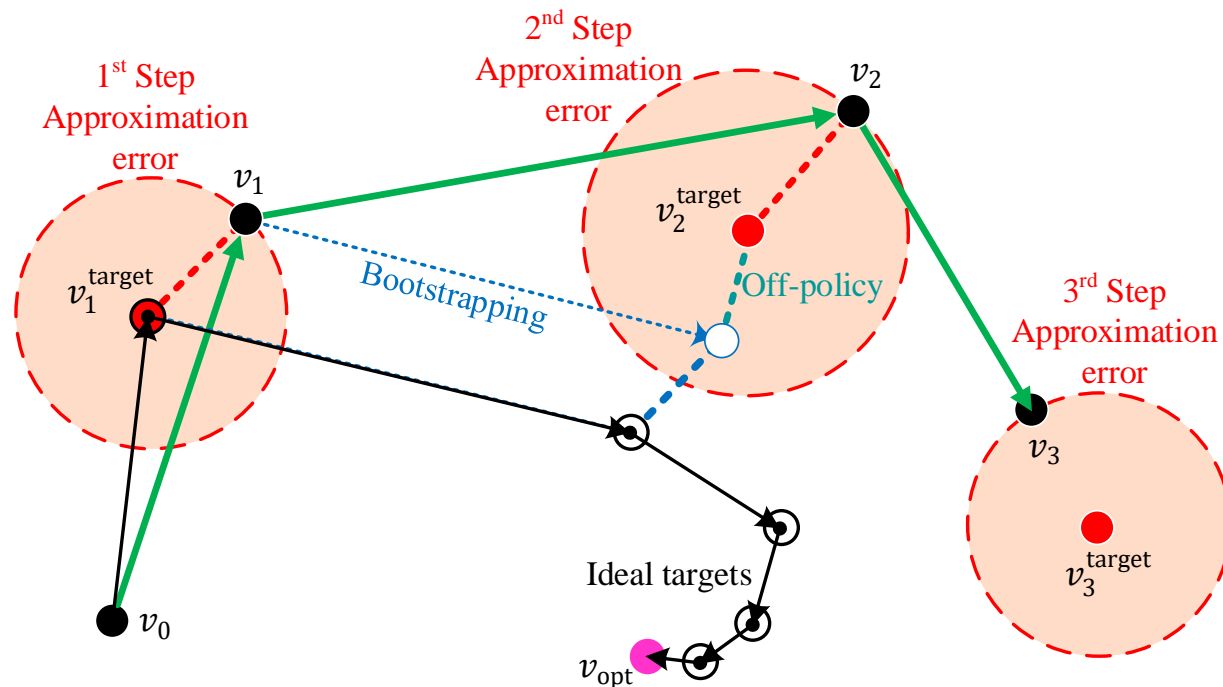 1st Step
Approximation
error
2nd Step
Approximation
error
v2
v1
v2target
v1target
Bootstrapping
Off-policy
3rd Step
Approximation
error
v3
v3target
Ideal targets
v0
vopt